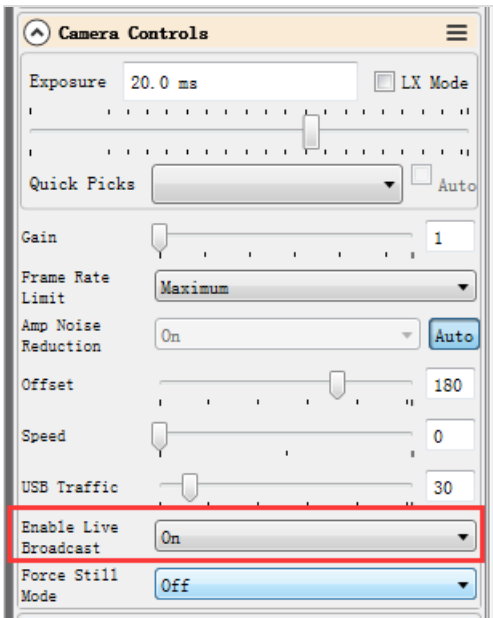 Camera Controls
Exposure 20.0 ms LX Mode
Quick Picks Auto
Gain 1
Frame Rate
Limit
Maximum
Amp Noise
Reduction
On Auto
Offset 180
Speed 0
USB Traffic 30
Enable Live
Broadcast
On
Force Still
Mode
Off